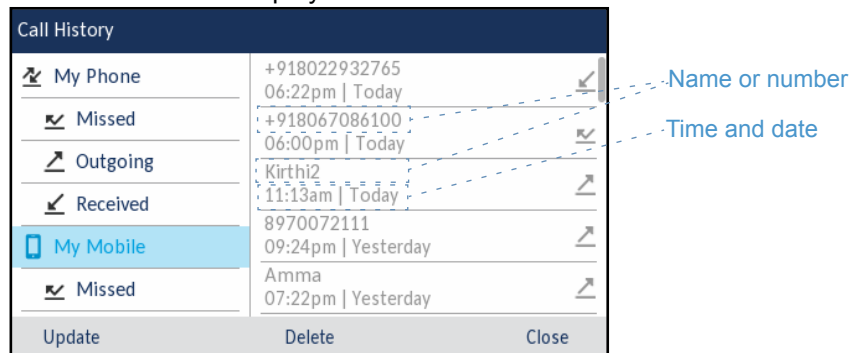 Call History
My Phone
Missed
Outgoing
Received
My Mobile
Missed
+918022932765
06:22pm | Today
+918067086100
06:00pm | Today
Kirthi2
11:13am | Today
8970072111
09:24pm | Yesterday
Amma
07:22pm | Yesterday
Update Delete Close
Name or number
Time and date